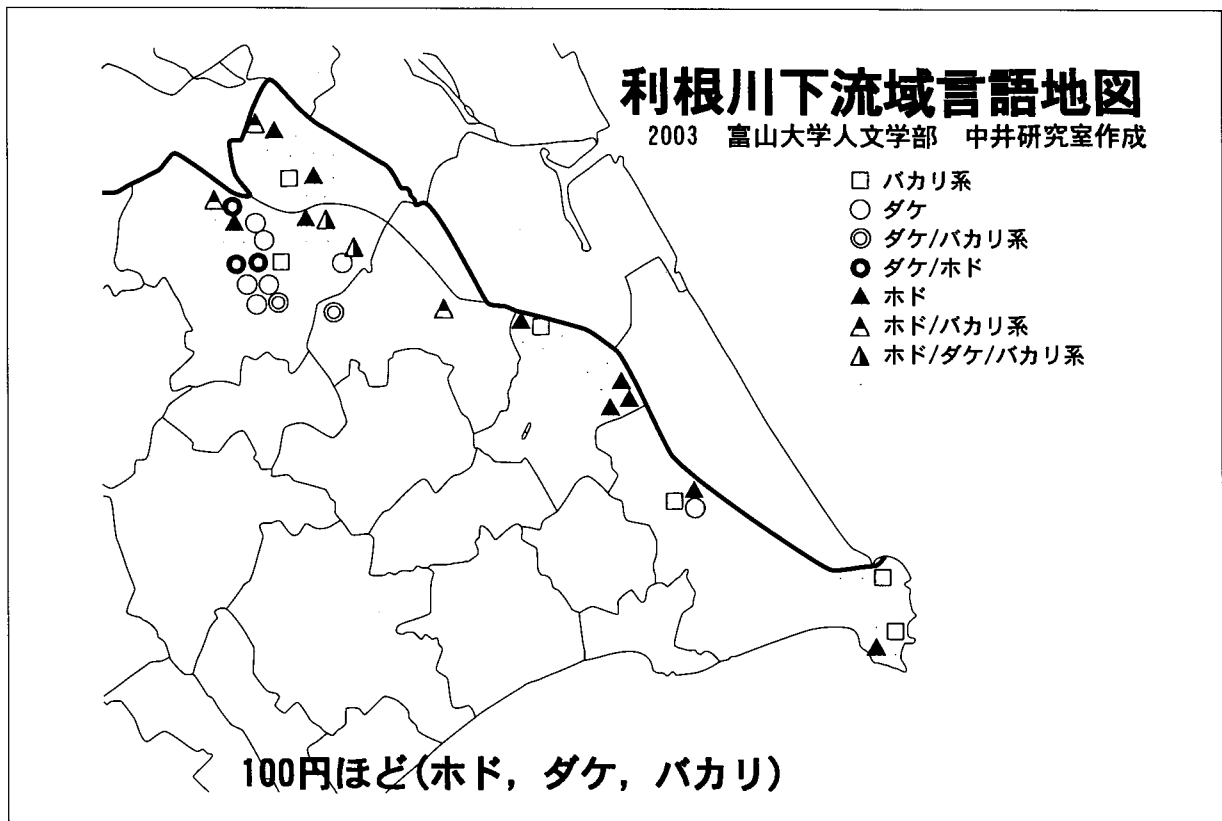 利根川下流域言語地図
2003 富山大学人文学部 中井研究室作成
□ バカリ系
○ ダケ
◎ ダケ/バカリ系
ダケ/ホド
▲ ホド
ホド/バカリ系
ホド/ダケ/バカリ系
100円ほど(ホド, ダケ, バカリ)